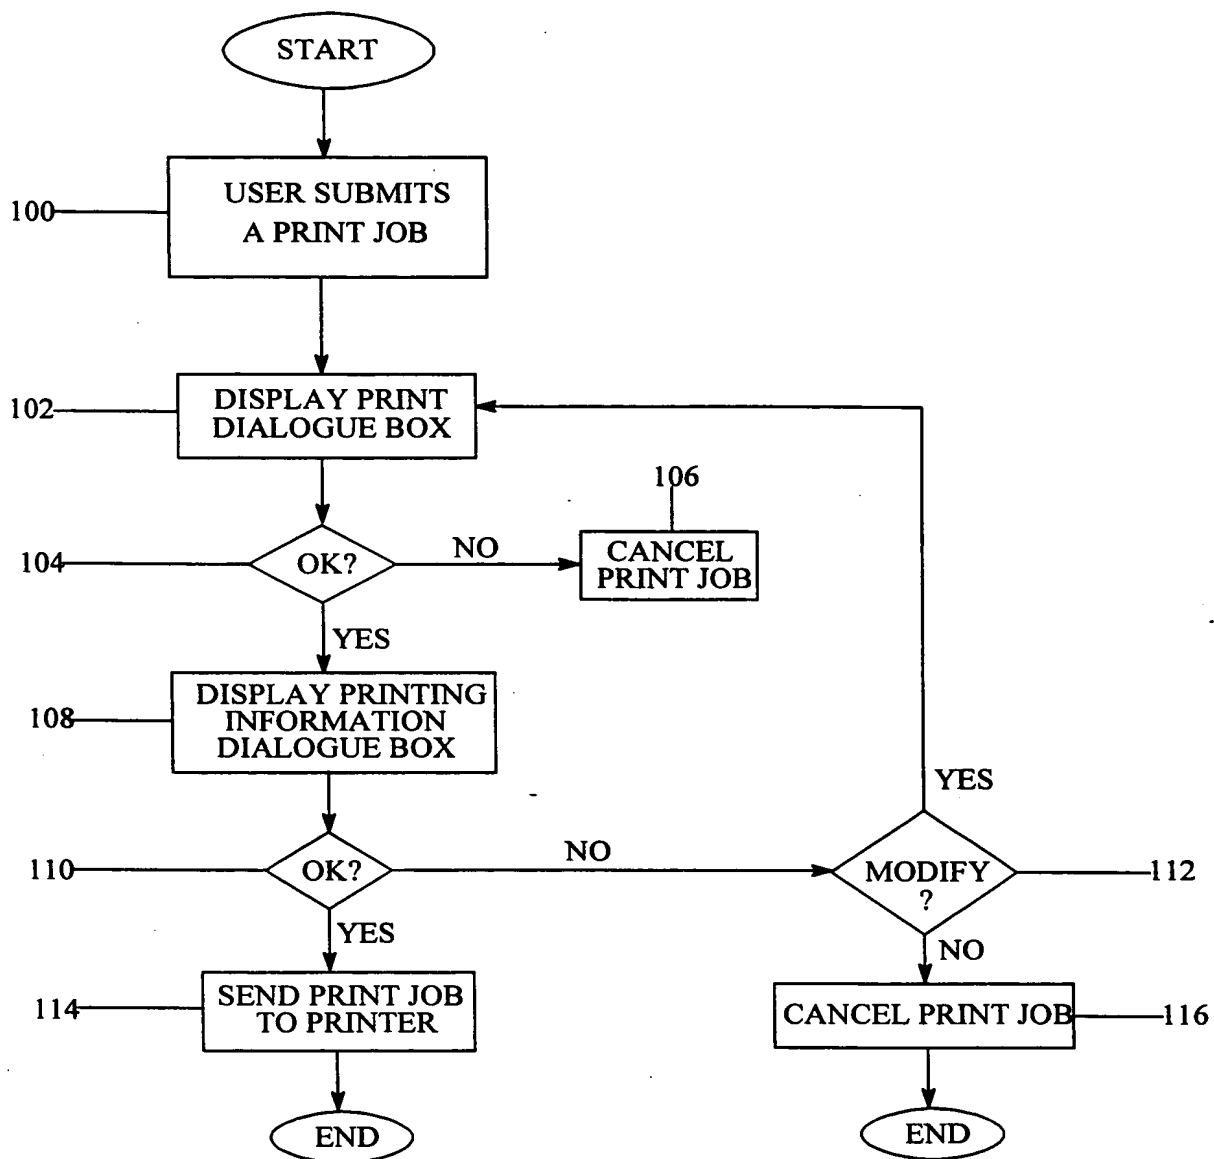 START
100
USER SUBMITS
A PRINT JOB
102
DISPLAY PRINT
DIALOGUE BOX
106
104
OK?
NO
CANCEL
PRINT JOB
YES
108
DISPLAY PRINTING
INFORMATION
DIALOGUE BOX
YES
110
OK?
NO
MODIFY
?
112
YES
NO
114
SEND PRINT JOB
TO PRINTER
CANCEL PRINT JOB
116
END
END